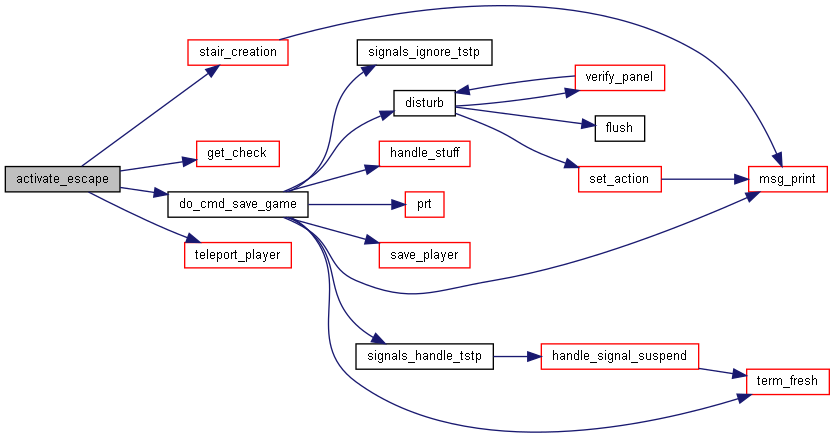 stair_creation
signals_ignore_tstp
verify_panel
disturb
flush
get_check
handle_stuff
activate_escape
set_action
msg_print
do_cmd_save_game
prt
teleport_player
save_player
signals_handle_tstp
handle_signal_suspend
term_fresh